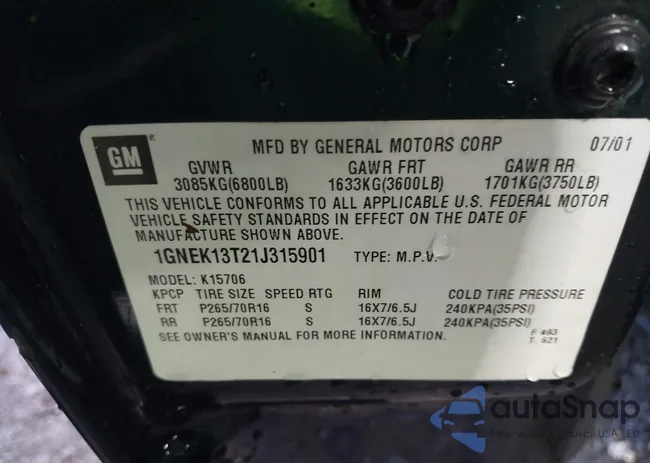 GM
MFD BY GENERAL MOTORS CORP 07/01
GVWR GAWR FRT GAWR RR
3085KG(6800LB) 1633KG(3600LB) 1701KG(3750LB)
THIS VEHICLE CONFORMS TO ALL APPLICABLE U.S. FEDERAL MOTOR
VEHICLE SAFETY STANDARDS IN EFFECT ON THE DATE OF
MANUFACTURE SHOWN ABOVE.
1GNEK13T21J315901 TYPE: M.P.V.
MODEL: K15706
KPCP TIRE SIZE SPEED RTG RIM COLD TIRE PRESSURE
FRT P265/70R16 S 16X7/6.5J 240KPA(35PSI)
RR P265/70R16 S 16X7/6.5J 240KPA(35PSI)
SEE OWNER'S MANUAL FOR MORE INFORMATION.
F 493
T. 521
autoSnap